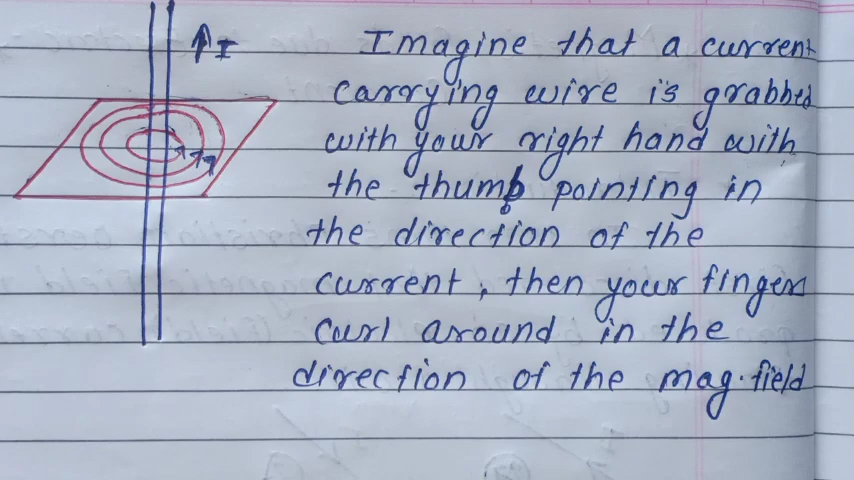 I
Imagine that a current
carrying wire is grabbed
with your right hand with
the thumb pointing in
the direction of the
current, then your finger
curl around in the
direction of the mag. field